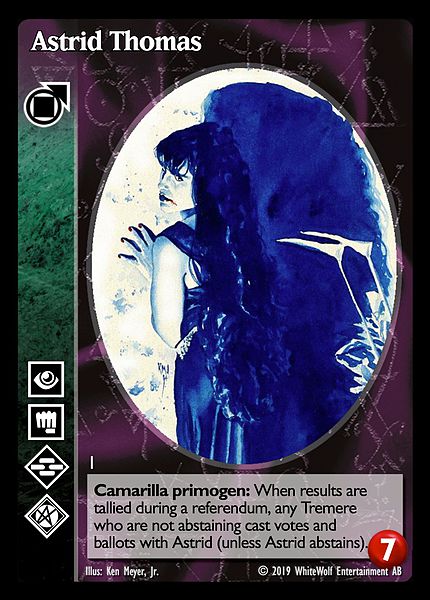 Astrid Thomas
1
Camarilla primogen: When results are
tallied during a referendum, any Tremere
who are not abstaining cast votes and
ballots with Astrid (unless Astrid abstains).
7
Illus: Ken Meyer, Jr.
© 2019 WhiteWolf Entertainment AB